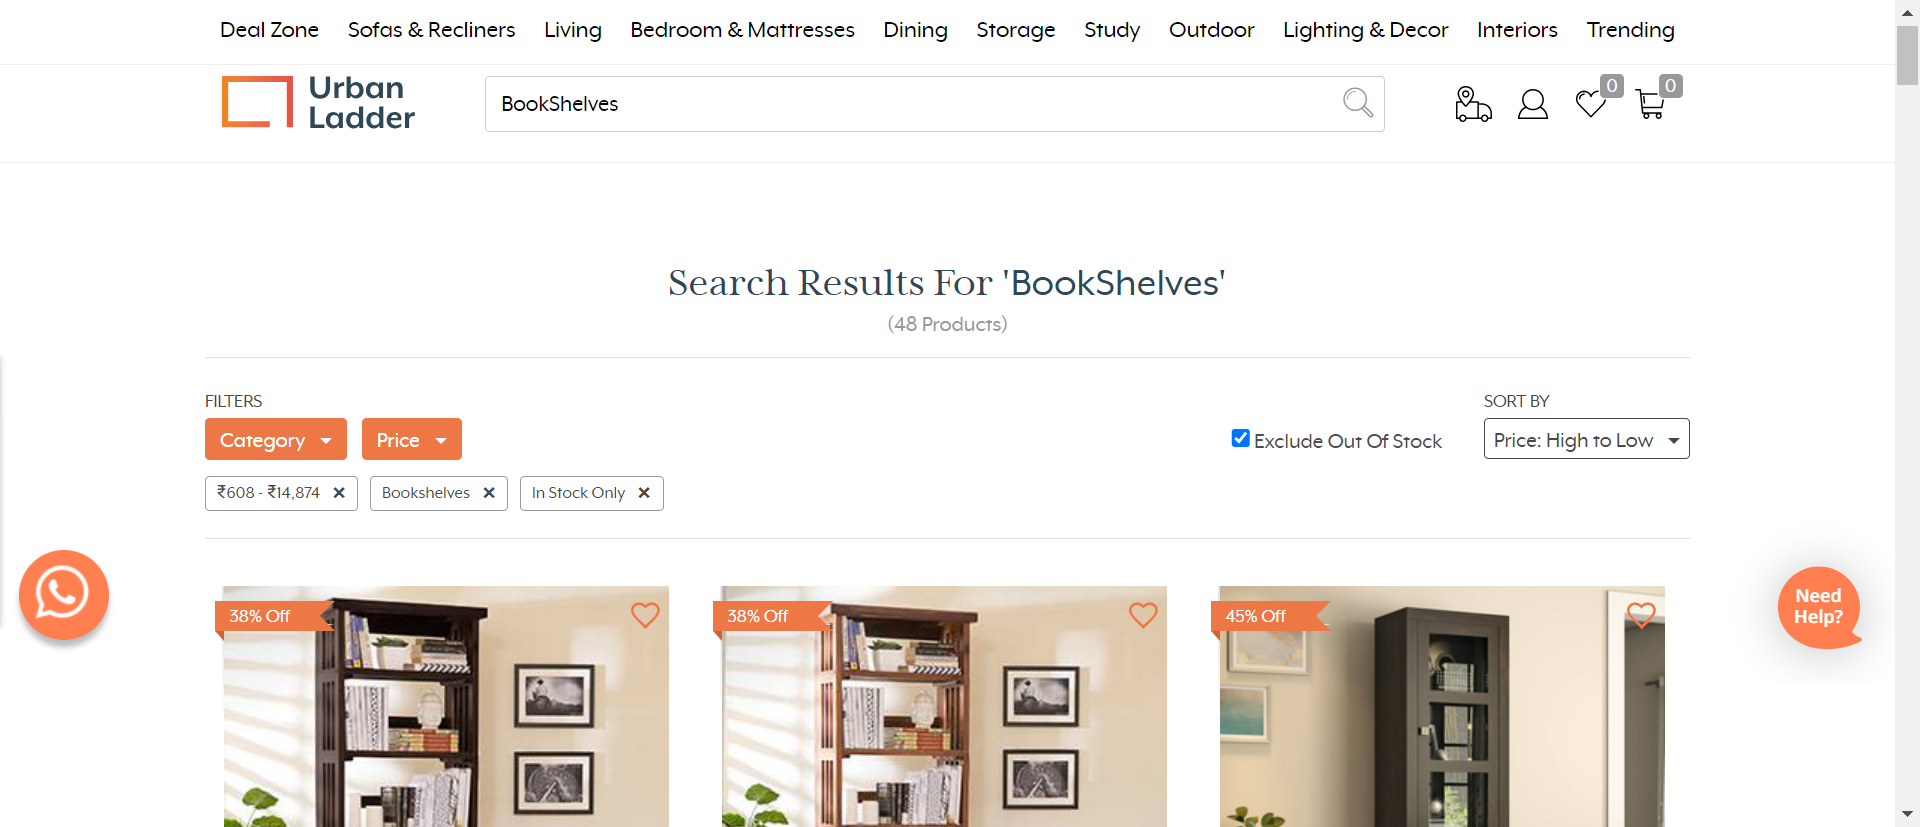 Deal Zone Sofas & Recliners Living Bedroom & Mattresses Dining Storage Study Outdoor Lighting & Decor Interiors Trending
Urban
Ladder
BookShelves
0
0
Search Results For 'BookShelves'
(48 Products)
FILTERS
SORT BY
Category
Price
Exclude Out Of Stock
Price: High to Low
₹608 - ₹14,874 ✕
Bookshelves ✕
In Stock Only ✕
38% Off
38% Off
45% Off
Need
Help?